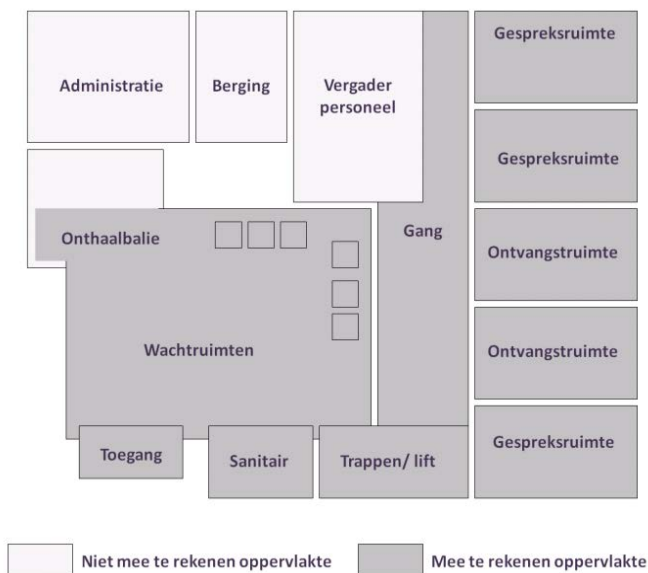 Gespreksruimte
Administratie
Berging
Vergader
personeel
Gespreksruimte
Onthaalbalie
Gang
Ontvangstruimte
Wachtruimten
Ontvangstruimte
Toegang
Sanitair
Trappen/ lift
Gespreksruimte
Niet mee te rekenen oppervlakte
Mee te rekenen oppervlakte